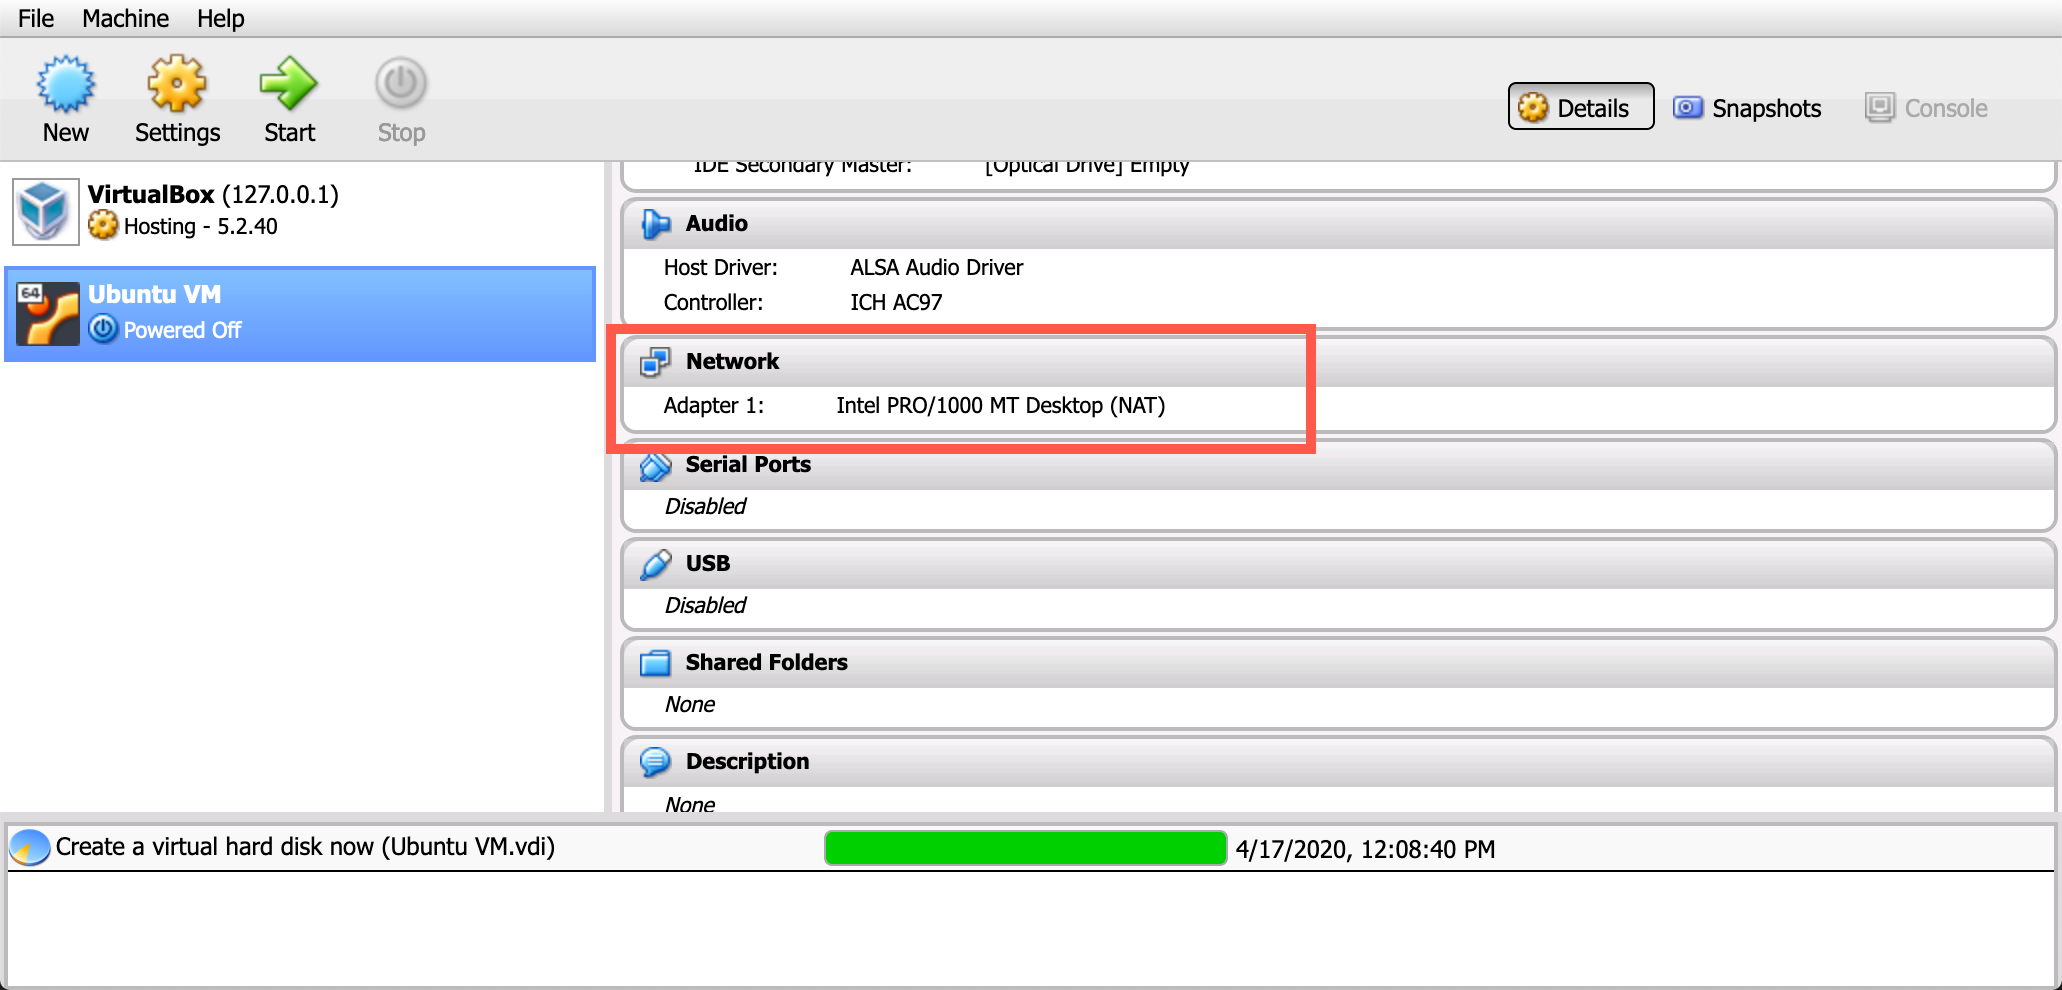 File Machine Help
New Settings Start Stop
Details Snapshots Console
VirtualBox (127.0.0.1)
Hosting - 5.2.40
64
Ubuntu VM
Powered Off
IDE Secondary Master: [Optical Drive] Empty
Audio
Host Driver: ALSA Audio Driver
Controller: ICH AC97
Network
Adapter 1: Intel PRO/1000 MT Desktop (NAT)
Serial Ports
Disabled
USB
Disabled
Shared Folders
None
Description
None
Create a virtual hard disk now (Ubuntu VM.vdi) 4/17/2020, 12:08:40 PM